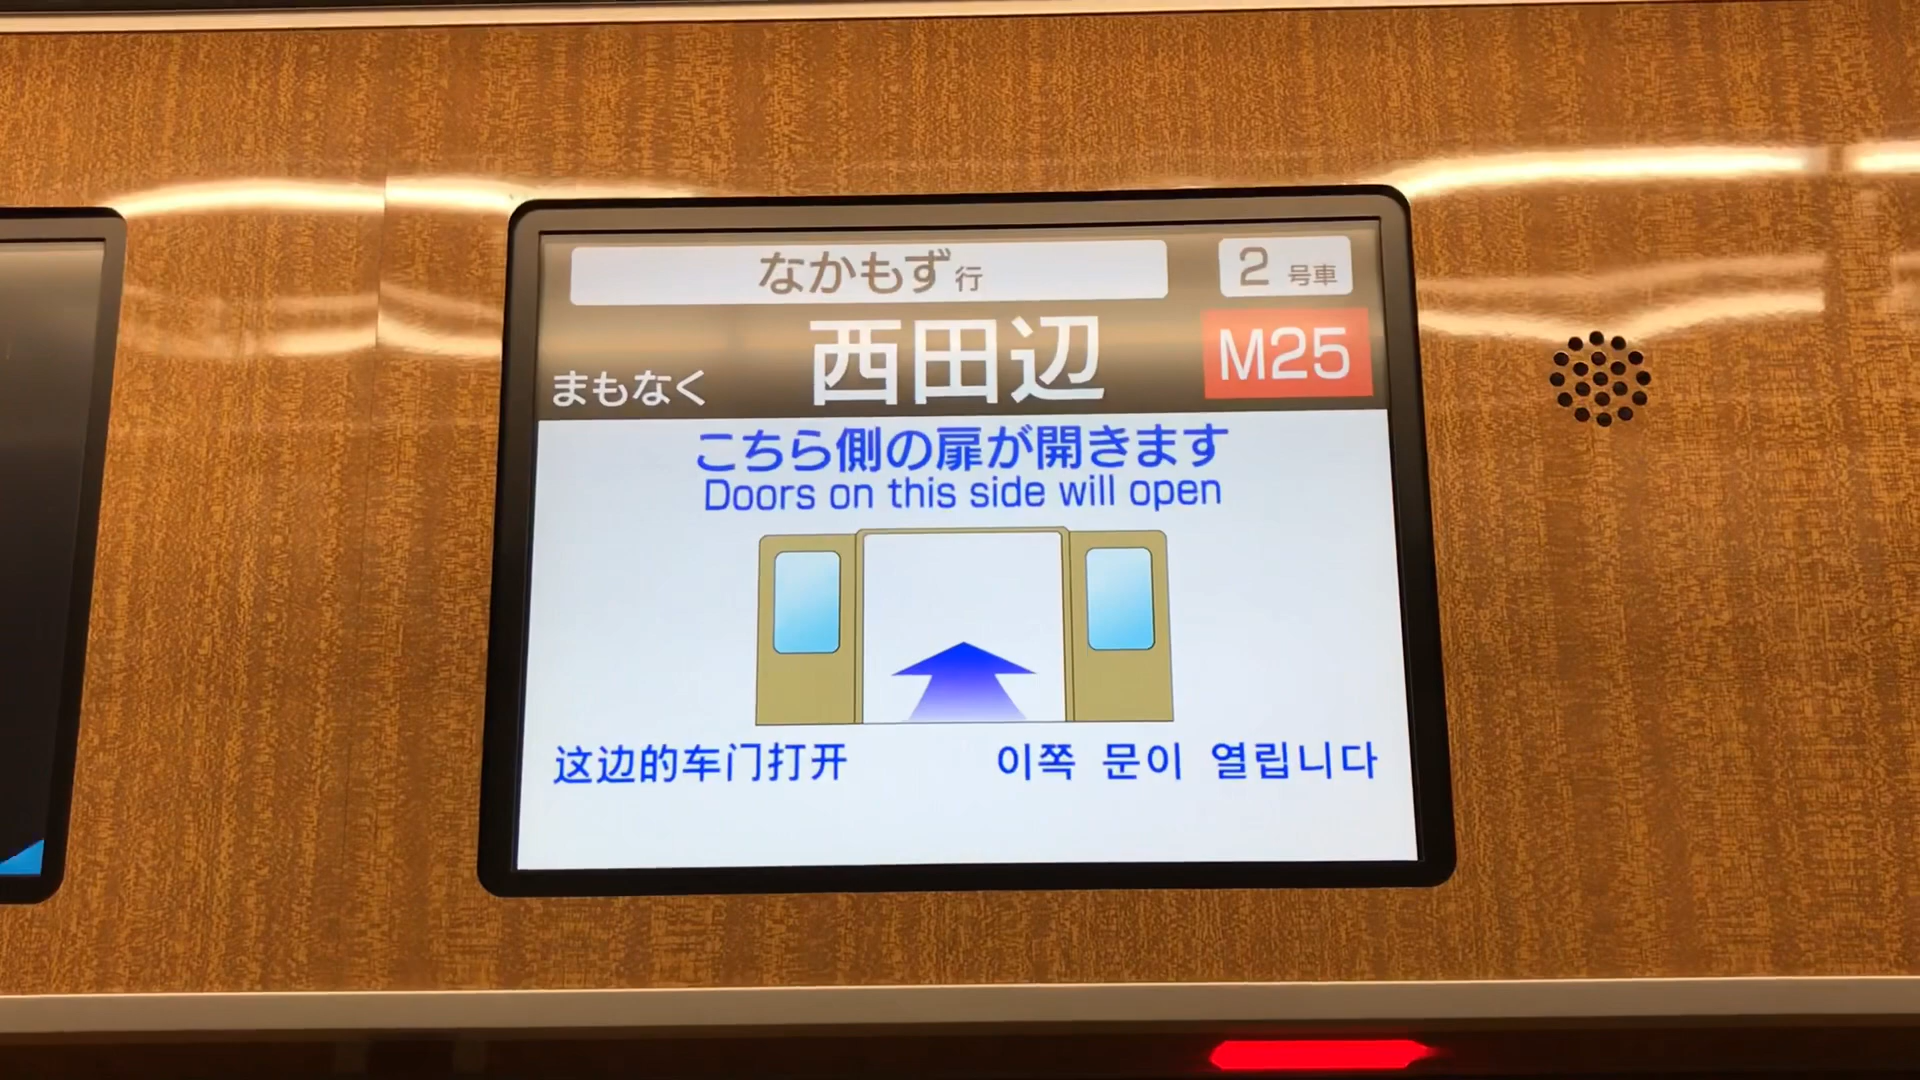 なかもず行
2 号車
まもなく
西田辺
M25
こちら側の扉が開きます
Doors on this side will open
这边的车门打开
이쪽 문이 열립니다